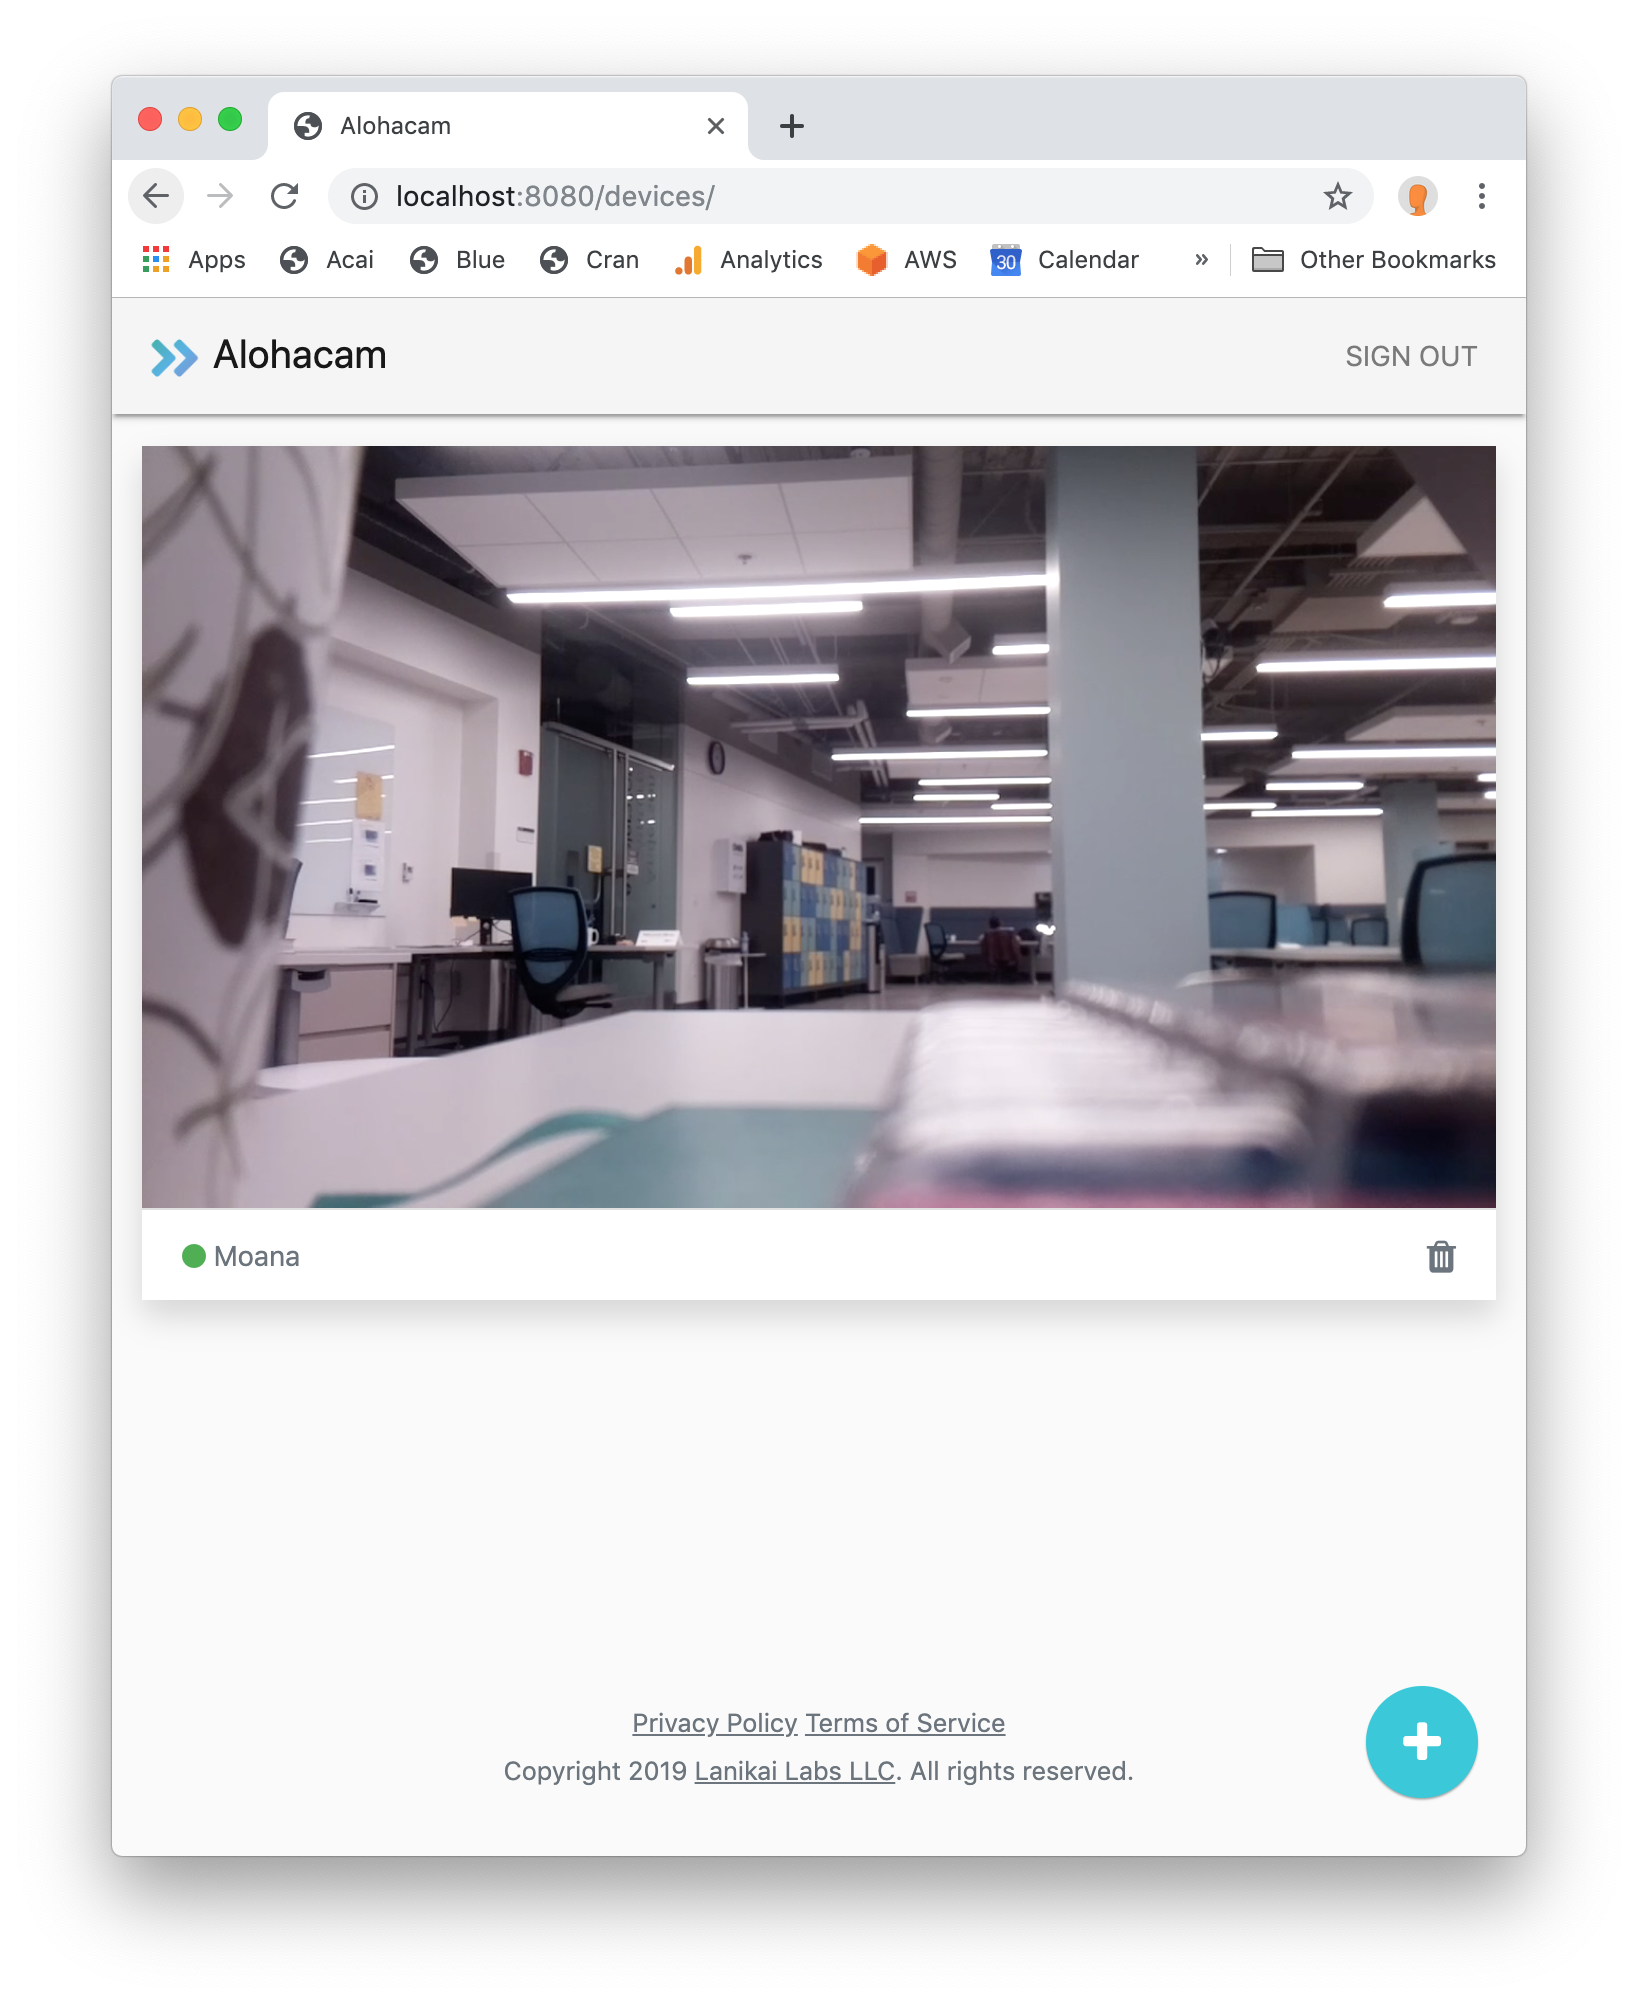 Alohacam
localhost:8080/devices/
Apps Acai Blue Cran Analytics AWS 30 Calendar » Other Bookmarks
Alohacam SIGN OUT
Moana
Privacy Policy Terms of Service
Copyright 2019 Lanikai Labs LLC. All rights reserved.